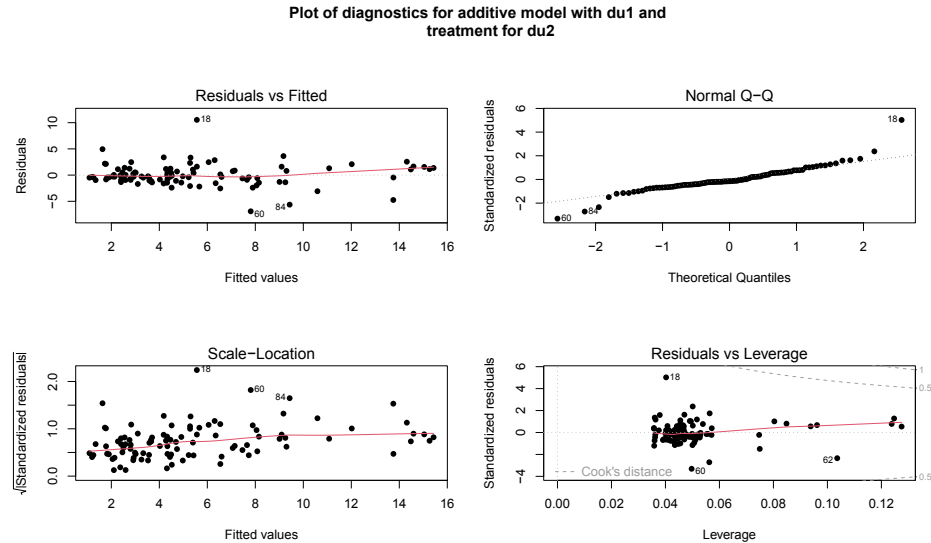 Plot of diagnostics for additive model with du1 and
treatment for du2
Residuals vs Fitted
Residuals
10
5
0
−5
18
60
84
2 4 6 8 10 12 14 16
Fitted values
Normal Q−Q
Standardized residuals
6
4
2
0
−2
18
84
60
−2 −1 0 1 2
Theoretical Quantiles
Scale−Location
√|Standardized residuals|
2.0
1.0
0.0
18
60
84
2 4 6 8 10 12 14 16
Fitted values
Residuals vs Leverage
Standardized residuals
6
4
2
0
−4
18
60
62
1
0.5
0.5
Cook's distance
0.00 0.02 0.04 0.06 0.08 0.10 0.12
Leverage